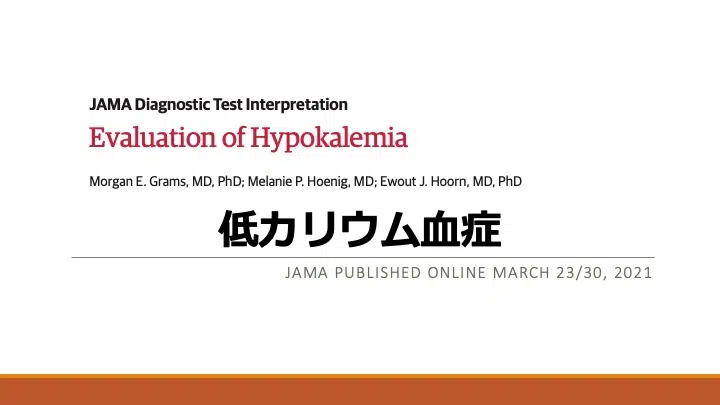 JAMA Diagnostic Test Interpretation
Evaluation of Hypokalemia
Morgan E. Grams, MD, PhD; Melanie P. Hoenig, MD; Ewout J. Hoorn, MD, PhD
低カリウム血症
JAMA PUBLISHED ONLINE MARCH 23/30, 2021